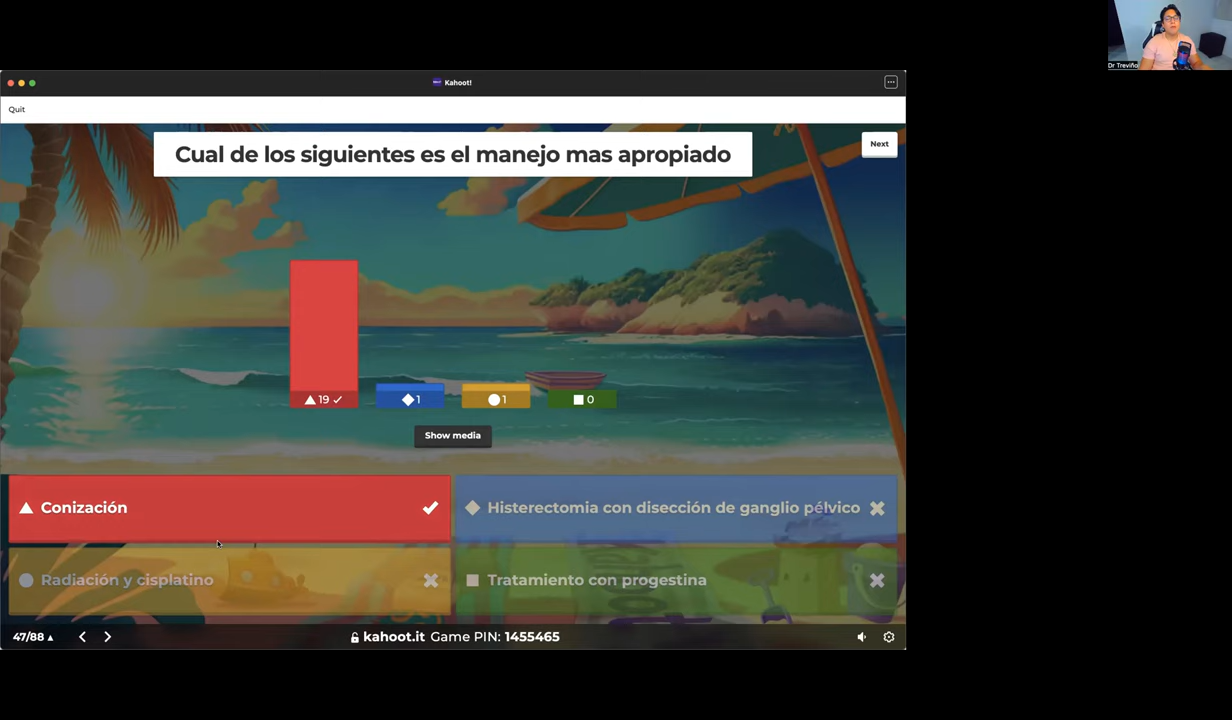 Dr Treviño
Kahoot!
Quit
Cual de los siguientes es el manejo mas apropiado
Next
19
1
1
0
Show media
Conización
Histerectomia con disección de ganglio pélvico
Radiación y cisplatino
Tratamiento con progestina
47/88
kahoot.it Game PIN: 1455465